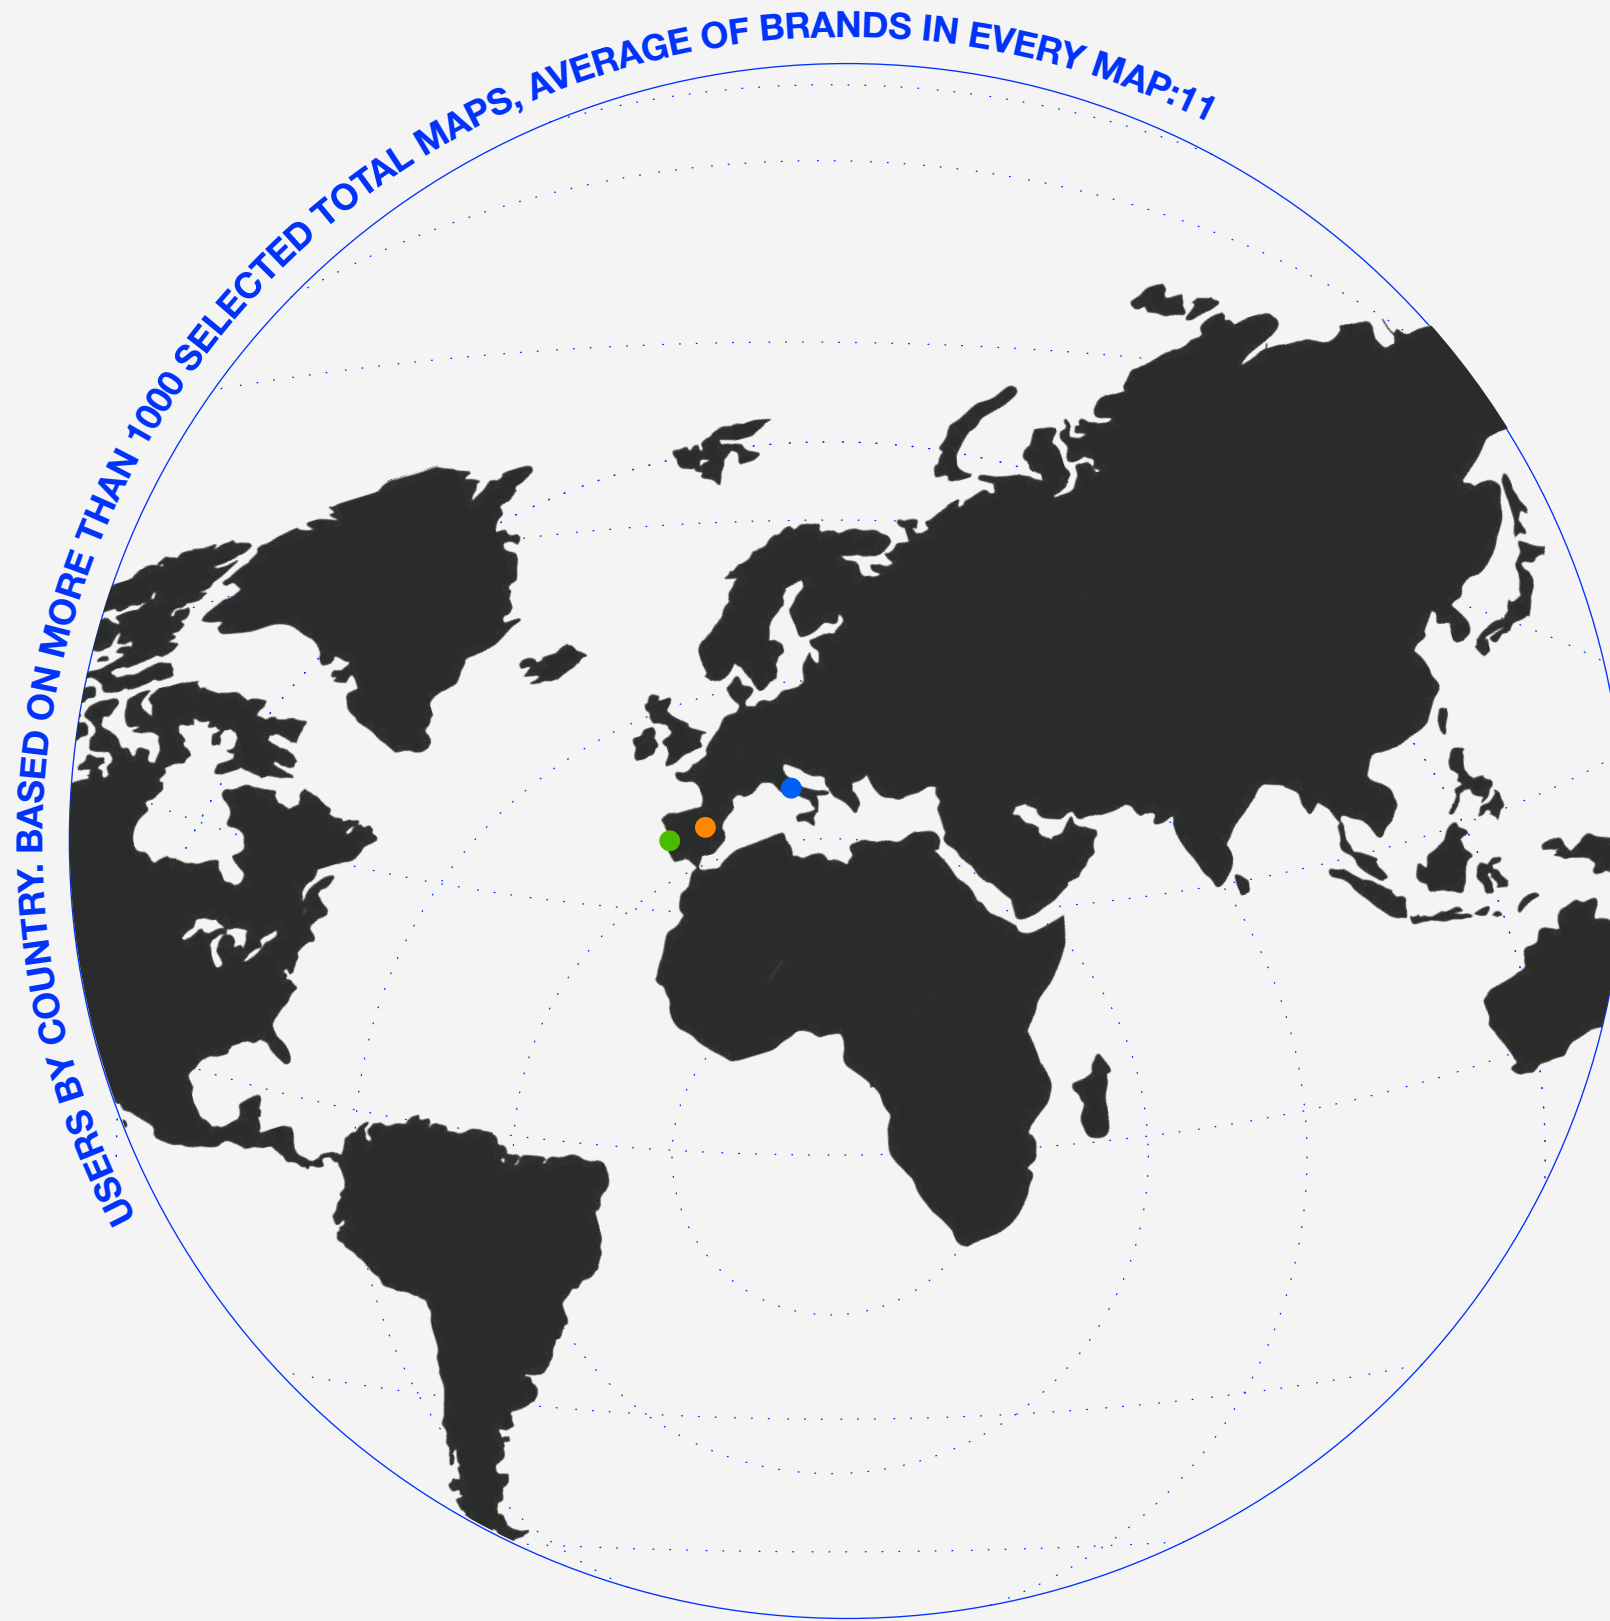 USERS BY COUNTRY. BASED ON MORE THAN 1000 SELECTED TOTAL MAPS, AVERAGE OF BRANDS IN EVERY MAP:11